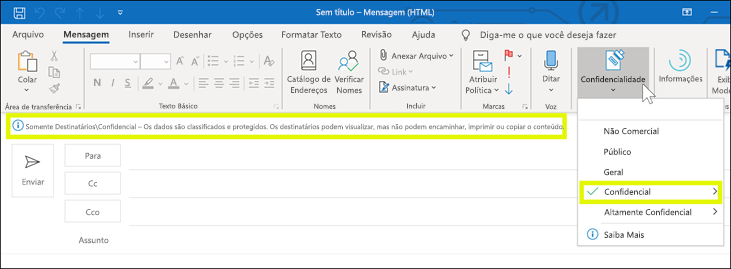 Sem título – Mensagem (HTML)
Arquivo Mensagem Inserir Desenhar Opções Formatar Texto Revisão Ajuda Diga-me o que você deseja fazer
Colar
Área de transferência
N I S
Texto Básico
Catálogo de Endereços
Verificar Nomes
Nomes
Anexar Arquivo
Link
Assinatura
Incluir
Atribuir Política
Marcas
Ditar
Voz
Confidencialidade
Informações
Não Comercial
Público
Geral
Confidencial
Altamente Confidencial
Saiba Mais
Somente Destinatários\Confidencial – Os dados são classificados e protegidos. Os destinatários podem visualizar, mas não podem encaminhar, imprimir ou copiar o conteúdo.
Enviar
Para
Cc
Cco
Assunto